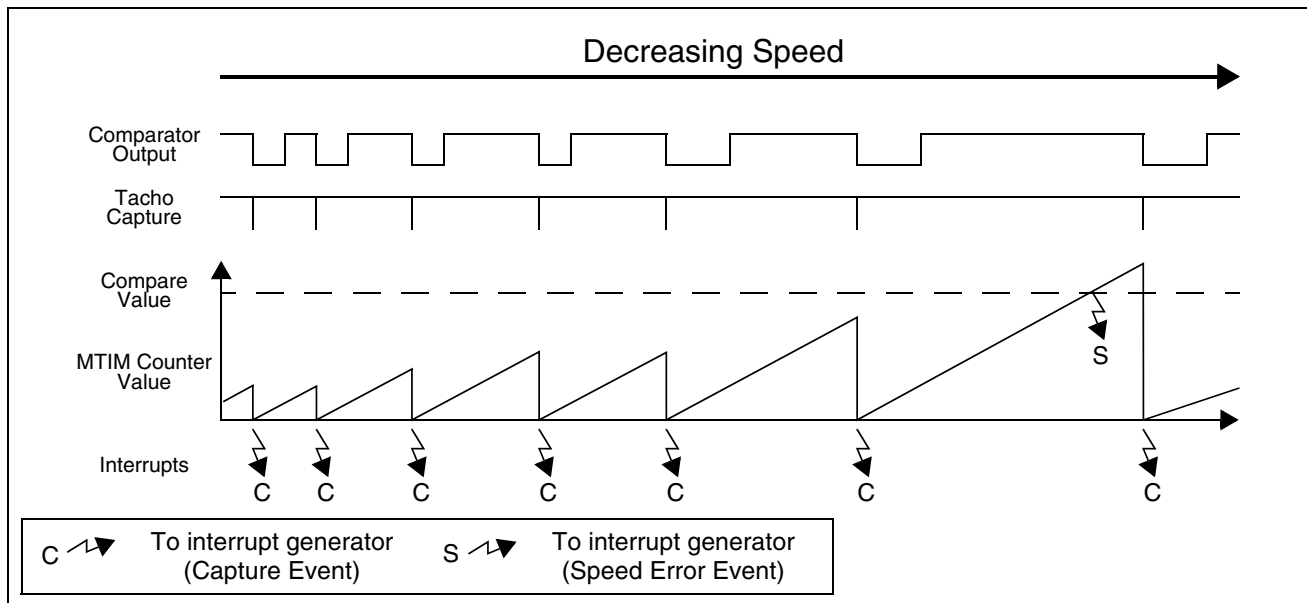 Decreasing Speed
Comparator
Output
Tacho
Capture
Compare
Value
S
MTIM Counter
Value
Interrupts
C C C C C C C
C To interrupt generator
(Capture Event)
S To interrupt generator
(Speed Error Event)